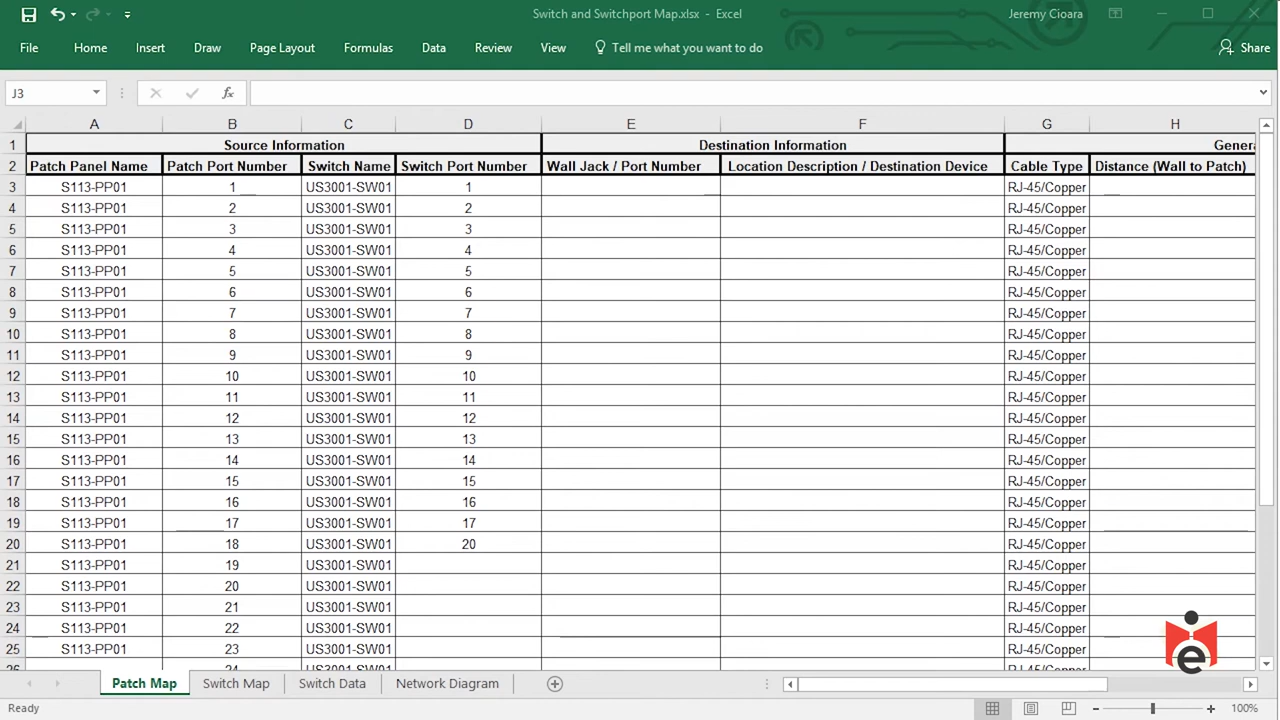 Switch and Switchport Map.xlsx - Excel
Jeremy Cioara
File Home Insert Draw Page Layout Formulas Data Review View Tell me what you want to do Share
J3 fx
A B C D E F G H
1 Source Information Destination Information Genera
2 Patch Panel Name Patch Port Number Switch Name Switch Port Number Wall Jack / Port Number Location Description / Destination Device Cable Type Distance (Wall to Patch)
3 S113-PP01 1 US3001-SW01 1 RJ-45/Copper
4 S113-PP01 2 US3001-SW01 2 RJ-45/Copper
5 S113-PP01 3 US3001-SW01 3 RJ-45/Copper
6 S113-PP01 4 US3001-SW01 4 RJ-45/Copper
7 S113-PP01 5 US3001-SW01 5 RJ-45/Copper
8 S113-PP01 6 US3001-SW01 6 RJ-45/Copper
9 S113-PP01 7 US3001-SW01 7 RJ-45/Copper
10 S113-PP01 8 US3001-SW01 8 RJ-45/Copper
11 S113-PP01 9 US3001-SW01 9 RJ-45/Copper
12 S113-PP01 10 US3001-SW01 10 RJ-45/Copper
13 S113-PP01 11 US3001-SW01 11 RJ-45/Copper
14 S113-PP01 12 US3001-SW01 12 RJ-45/Copper
15 S113-PP01 13 US3001-SW01 13 RJ-45/Copper
16 S113-PP01 14 US3001-SW01 14 RJ-45/Copper
17 S113-PP01 15 US3001-SW01 15 RJ-45/Copper
18 S113-PP01 16 US3001-SW01 16 RJ-45/Copper
19 S113-PP01 17 US3001-SW01 17 RJ-45/Copper
20 S113-PP01 18 US3001-SW01 20 RJ-45/Copper
21 S113-PP01 19 US3001-SW01 RJ-45/Copper
22 S113-PP01 20 US3001-SW01 RJ-45/Copper
23 S113-PP01 21 US3001-SW01 RJ-45/Copper
24 S113-PP01 22 US3001-SW01 RJ-45/Copper
25 S113-PP01 23 US3001-SW01 RJ-45/Copper
26 S113-PP01 24 US3001-SW01 RJ-45/Copper
Patch Map Switch Map Switch Data Network Diagram
Ready 100%
e